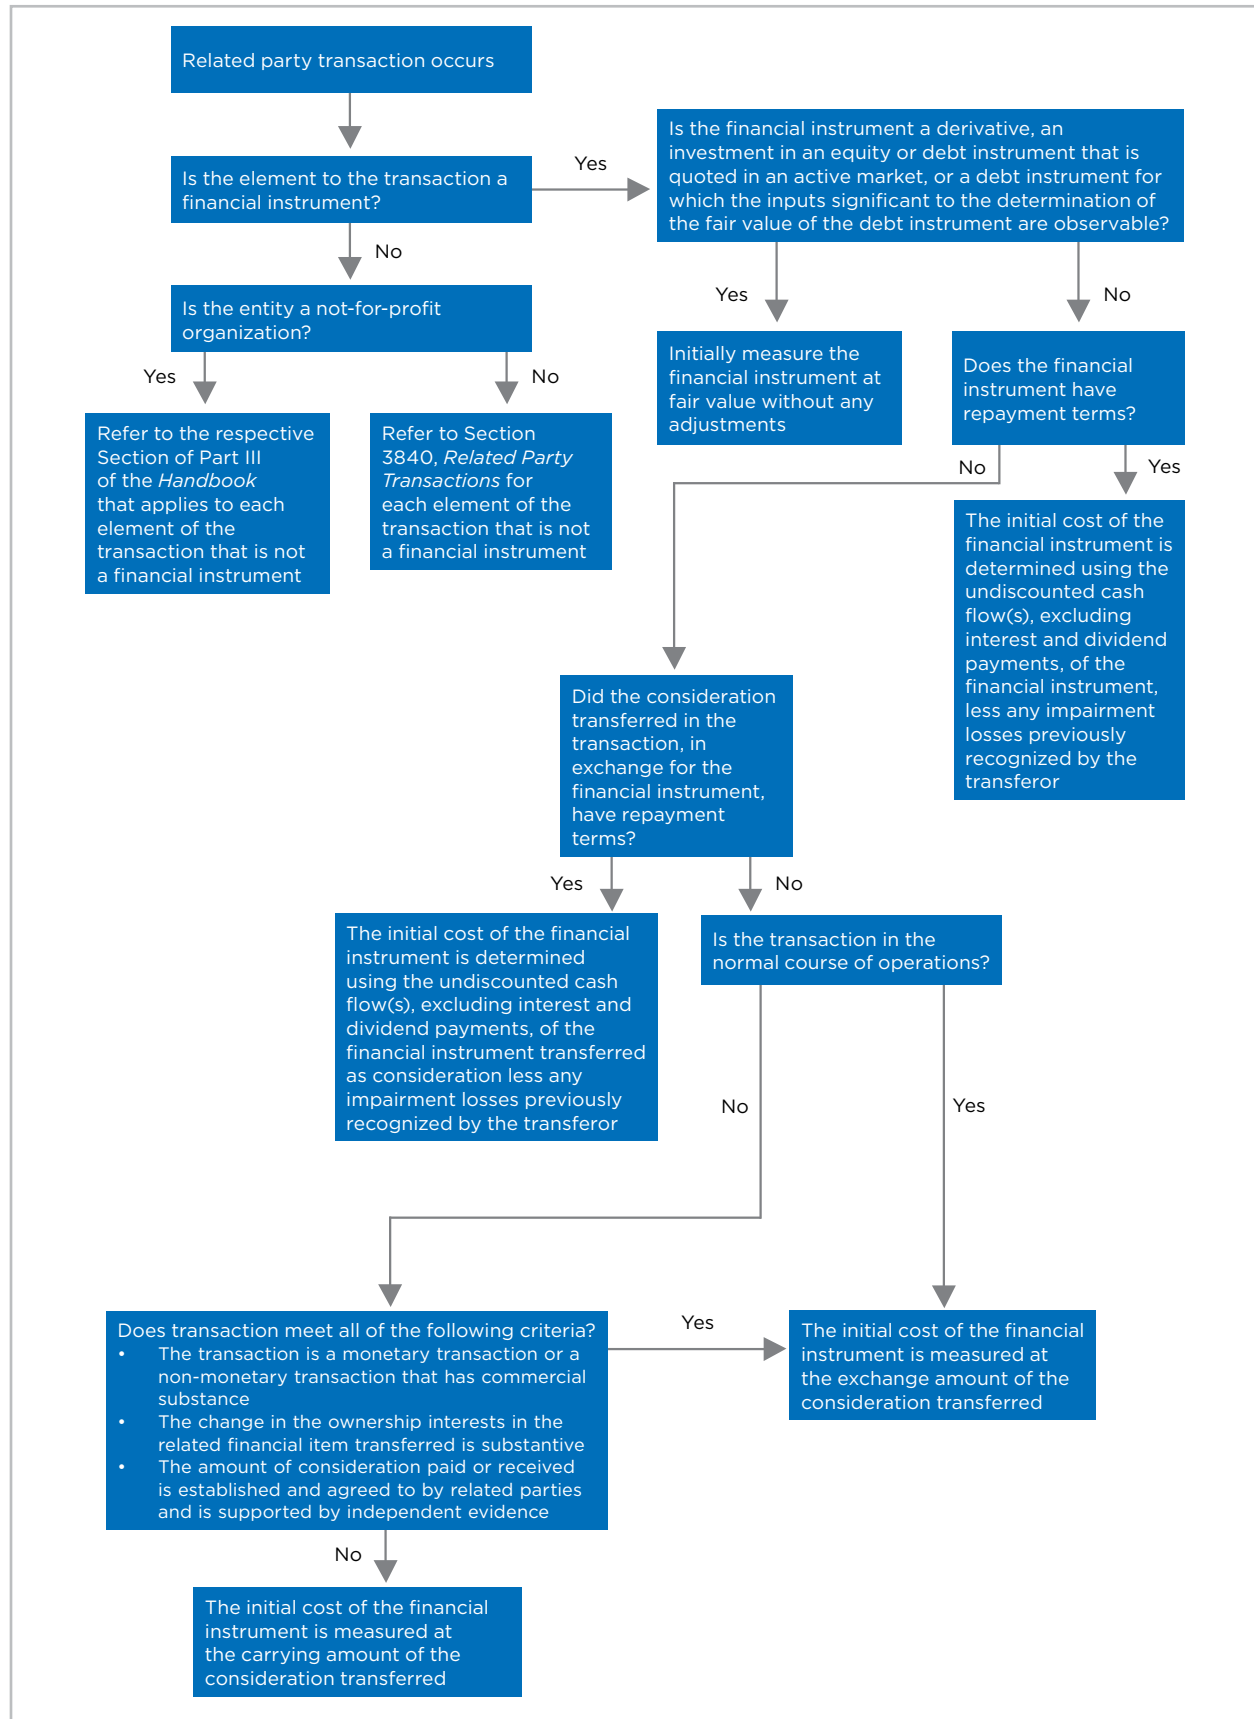 Related party transaction occurs
Is the element to the transaction a
financial instrument?
Yes
Is the financial instrument a derivative, an
investment in an equity or debt instrument that is
quoted in an active market, or a debt instrument for
which the inputs significant to the determination of
the fair value of the debt instrument are observable?
No
Is the entity a not-for-profit
organization?
Yes
No
Refer to the respective
Section of Part III
of the Handbook
that applies to each
element of the
transaction that is not
a financial instrument
Refer to Section
3840, Related Party
Transactions for
each element of the
transaction that is not
a financial instrument
Yes
No
Initially measure the
financial instrument at
fair value without any
adjustments
Does the financial
instrument have
repayment terms?
No
Yes
The initial cost of the
financial instrument is
determined using the
undiscounted cash
flow(s), excluding
interest and dividend
payments, of the
financial instrument,
less any impairment
losses previously
recognized by the
transferor
Did the consideration
transferred in the
transaction, in
exchange for the
financial instrument,
have repayment
terms?
Yes
No
The initial cost of the financial
instrument is determined
using the undiscounted cash
flow(s), excluding interest and
dividend payments, of the
financial instrument transferred
as consideration less any
impairment losses previously
recognized by the transferor
Is the transaction in the
normal course of operations?
No
Yes
Does transaction meet all of the following criteria?
• The transaction is a monetary transaction or a
non-monetary transaction that has commercial
substance
• The change in the ownership interests in the
related financial item transferred is substantive
• The amount of consideration paid or received
is established and agreed to by related parties
and is supported by independent evidence
Yes
The initial cost of the financial
instrument is measured at
the exchange amount of the
consideration transferred
No
The initial cost of the financial
instrument is measured at
the carrying amount of the
consideration transferred